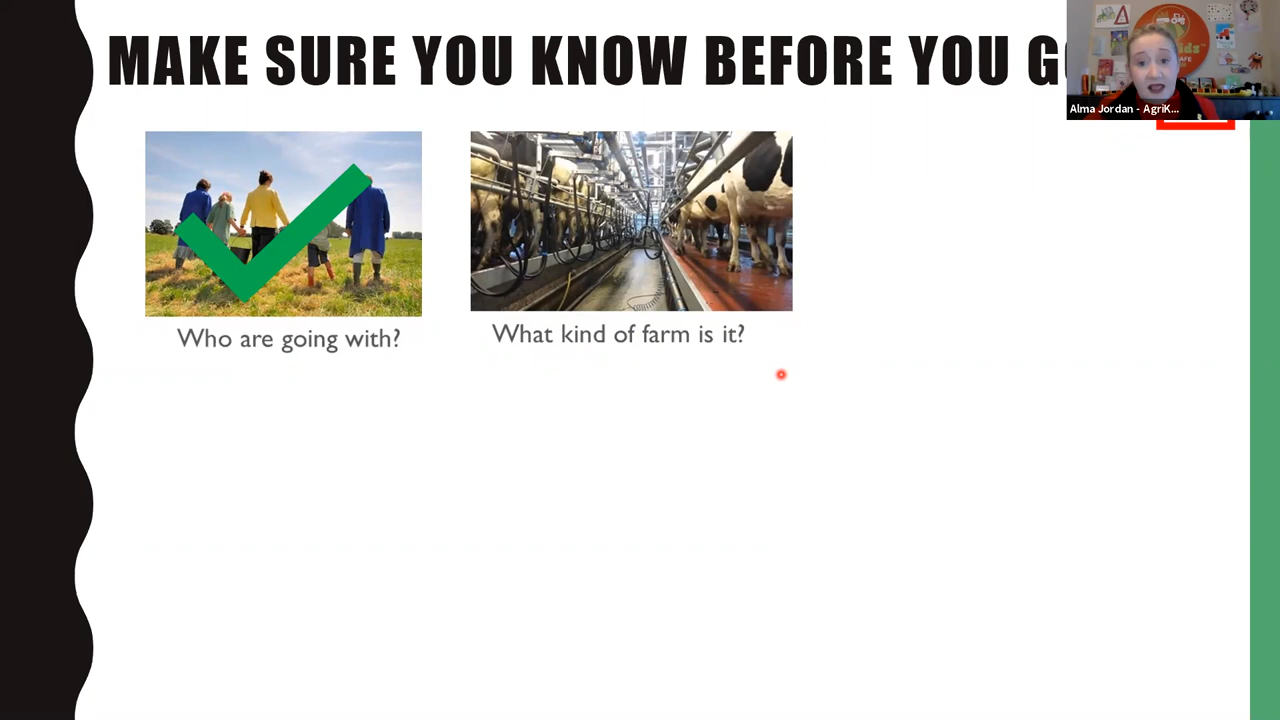 MAKE SURE YOU KNOW BEFORE YOU
Alma Jordan - AgriK...
Who are going with?
What kind of farm is it?